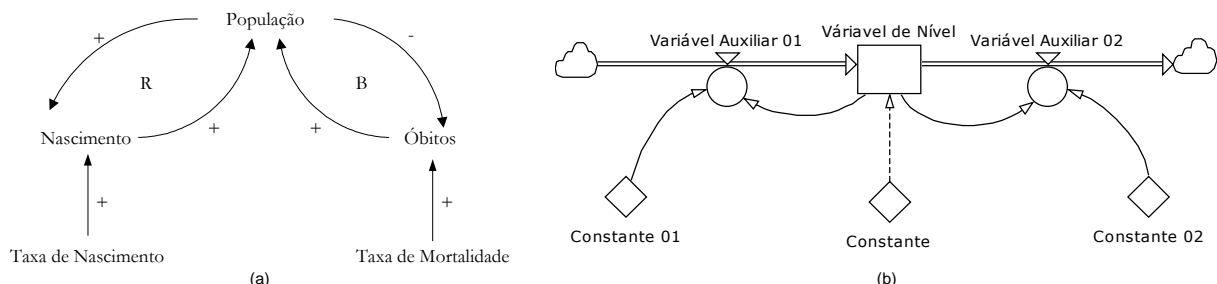 População
+
-
R
B
Nascimento
+
+
Óbitos
+
+
Taxa de Nascimento
Taxa de Mortalidade
(a)
Variável Auxiliar 01
Váriavel de Nível
Variável Auxiliar 02
Constante 01
Constante
Constante 02
(b)